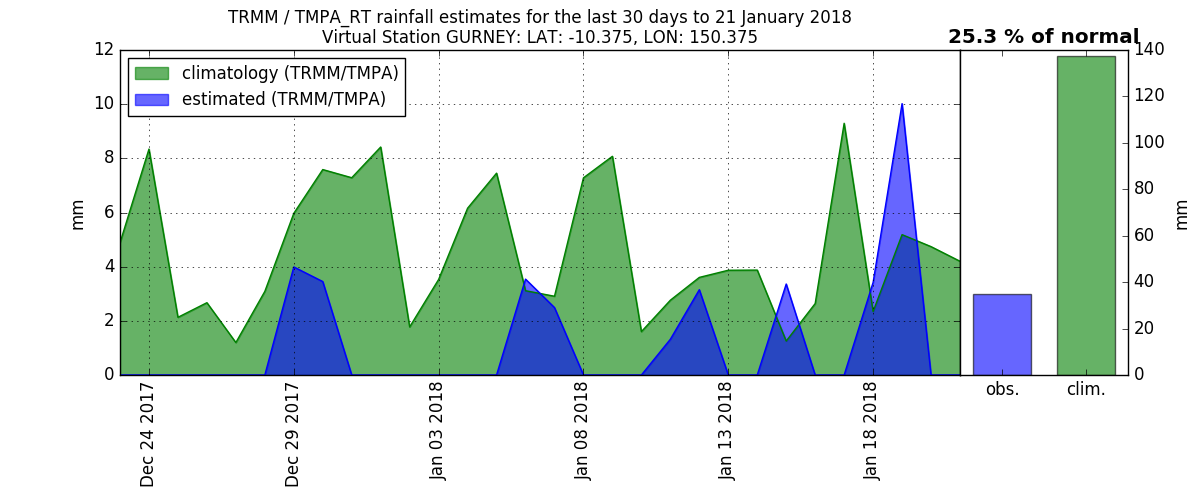 TRMM / TMPA_RT rainfall estimates for the last 30 days to 21 January 2018
Virtual Station GURNEY: LAT: -10.375, LON: 150.375
25.3 % of normal
climatology (TRMM/TMPA)
estimated (TRMM/TMPA)
mm
12
10
8
6
4
2
0
Dec 24 2017
Dec 29 2017
Jan 03 2018
Jan 08 2018
Jan 13 2018
Jan 18 2018
obs.
clim.
140
120
100
80
60
40
20
0
mm